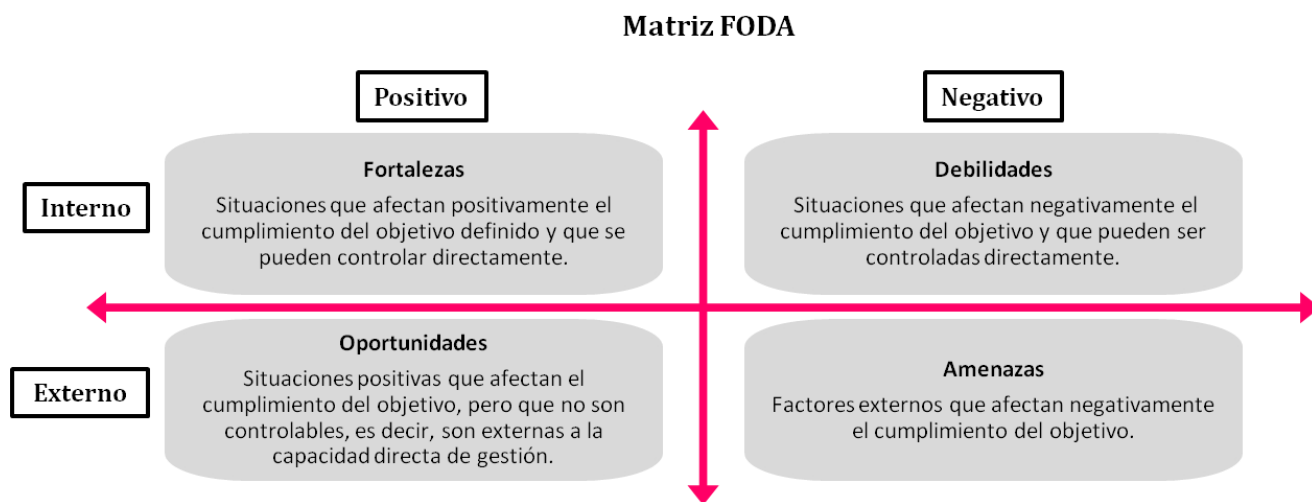 Matriz FODA
Positivo
Negativo
Interno
Fortalezas
Situaciones que afectan positivamente el
cumplimiento del objetivo definido y que se
pueden controlar directamente.
Debilidades
Situaciones que afectan negativamente el
cumplimiento del objetivo y que pueden ser
controladas directamente.
Externo
Oportunidades
Situaciones positivas que afectan el
cumplimiento del objetivo, pero que no son
controlables, es decir, son externas a la
capacidad directa de gestión.
Amenazas
Factores externos que afectan negativamente
el cumplimiento del objetivo.